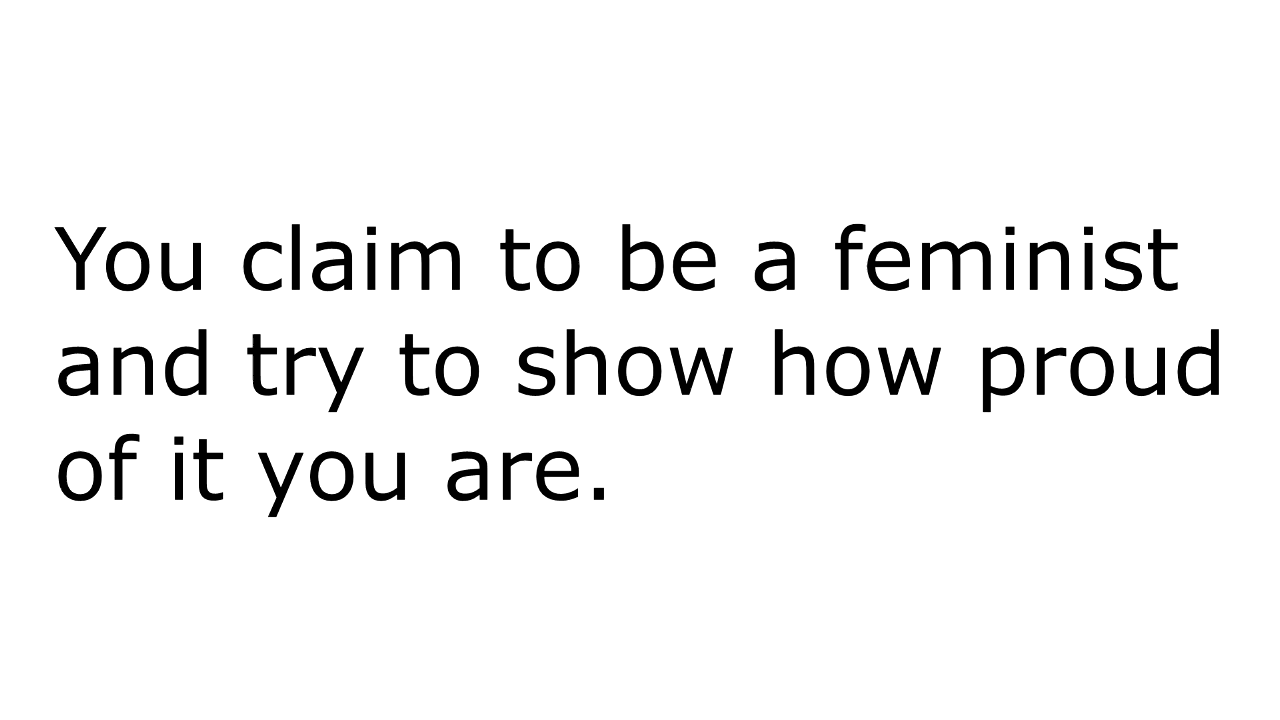 You claim to be a feminist
and try to show how proud
of it you are.